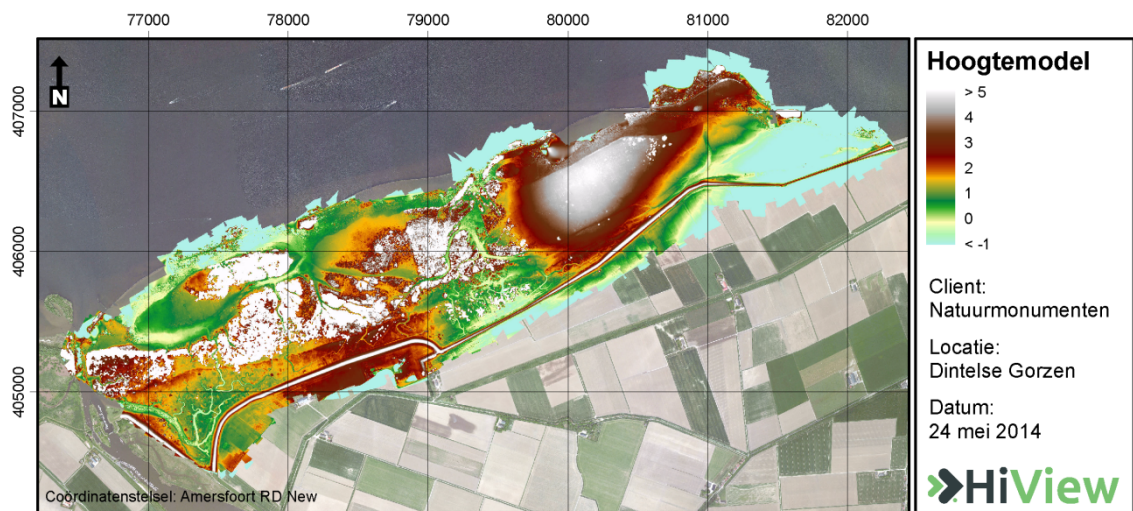 77000 78000 79000 80000 81000 82000
N
407000
406000
405000
Coördinatenstelsel: Amersfoort RD New
Hoogtemodel
> 5
4
3
2
1
0
< -1
Client:
Natuurmonumenten
Locatie:
Dintelse Gorzen
Datum:
24 mei 2014
HiView